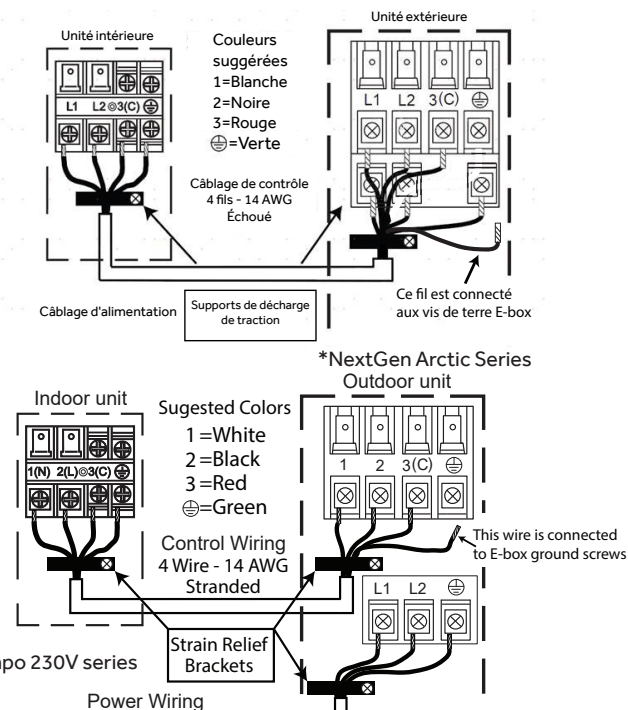 Unité extérieure
Unité intérieure
Couleurs
suggérées
1=Blanche
2=Noire
3=Rouge
⏚=Verte
L1 L2 3(C)
L1 L2 3(C) ⏚
Câblage de contrôle
4 fils - 14 AWG
Échoué
Câblage d'alimentation
Supports de décharge
de traction
Ce fil est connecté
aux vis de terre E-box
*NextGen Arctic Series
Outdoor unit
Indoor unit
Sugested Colors
1 =White
2 =Black
3 =Red
⏚=Green
1(N) 2(L) 3(C)
1 2 3(C) ⏚
Control Wiring
4 Wire - 14 AWG
Stranded
This wire is connected
to E-box ground screws
L1 L2 ⏚
Strain Relief
Brackets
230V series
Power Wiring